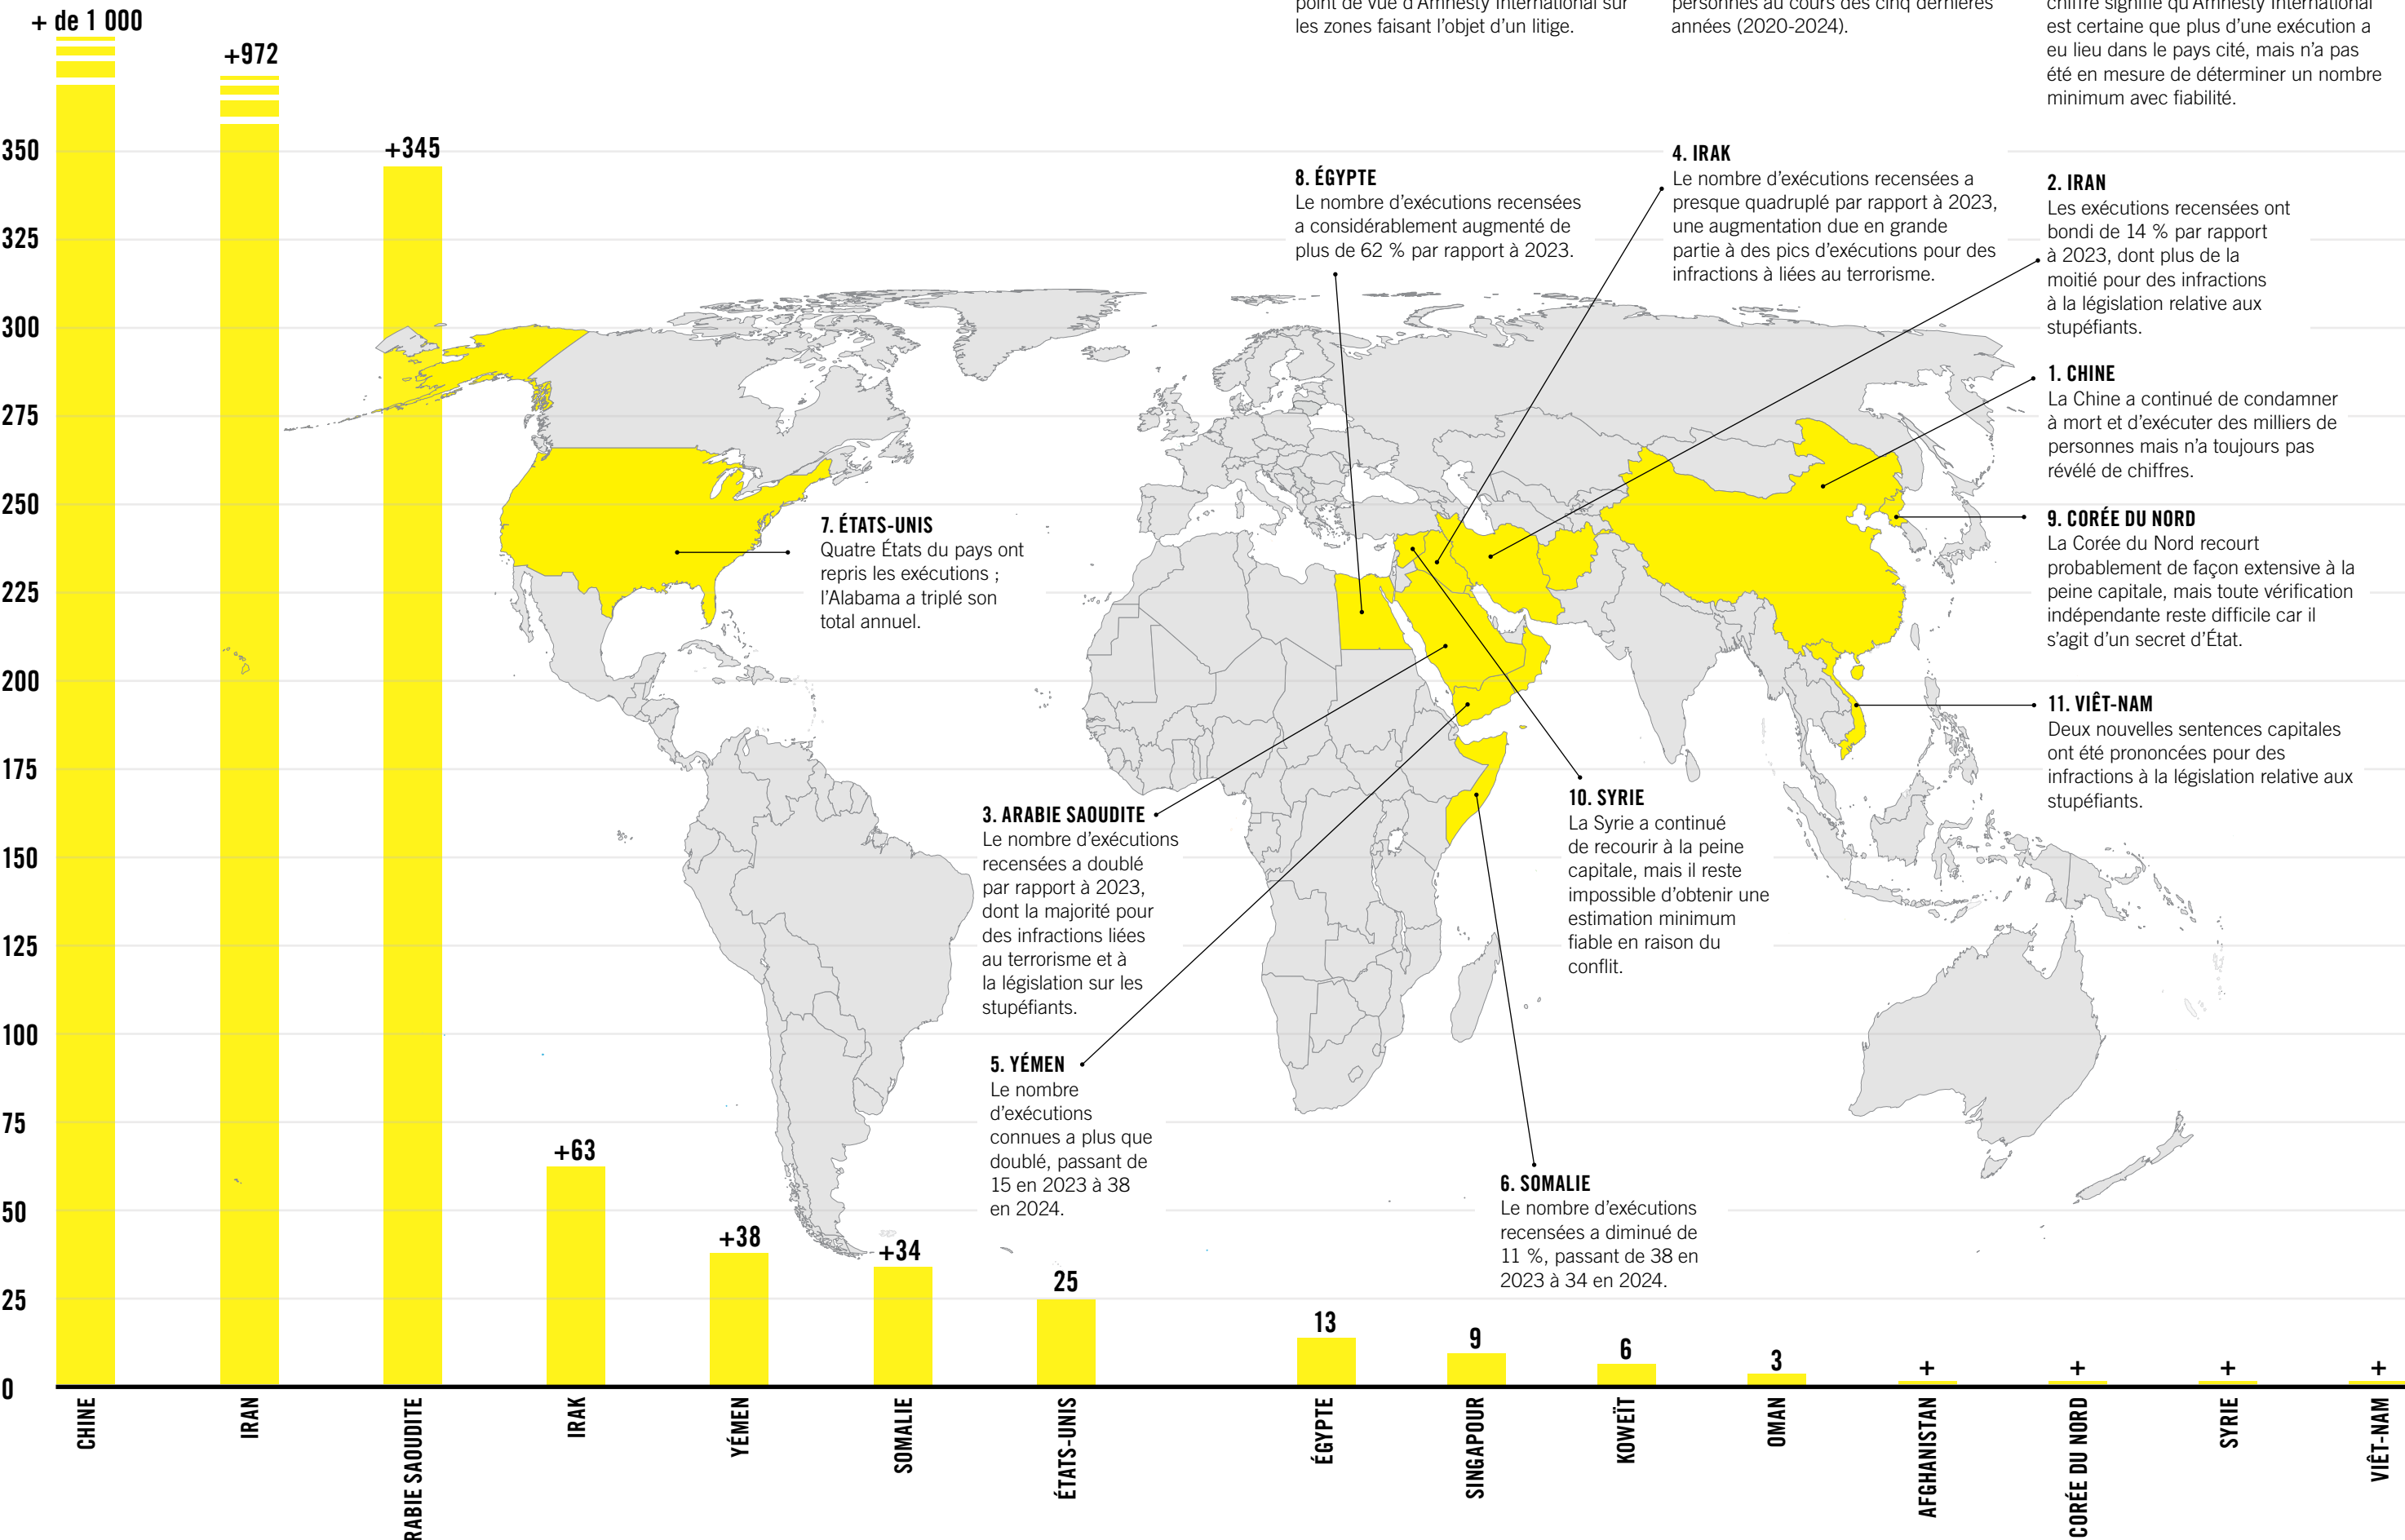 point de vue d'Amnesty International sur
les zones faisant l'objet d'un litige.
personnes au cours des cinq dernières
années (2020-2024).
chiffre signifie qu'Amnesty International
est certaine que plus d'une exécution a
eu lieu dans le pays cité, mais n'a pas
été en mesure de déterminer un nombre
minimum avec fiabilité.
+ de 1 000
+972
+345
350
325
300
275
250
225
200
175
150
125
100
75
50
25
0
8. ÉGYPTE
Le nombre d'exécutions recensées
a considérablement augmenté de
plus de 62 % par rapport à 2023.
4. IRAK
Le nombre d'exécutions recensées a
presque quadruplé par rapport à 2023,
une augmentation due en grande
partie à des pics d'exécutions pour des
infractions à liées au terrorisme.
2. IRAN
Les exécutions recensées ont
bondi de 14 % par rapport
à 2023, dont plus de la
moitié pour des infractions
à la législation relative aux
stupéfiants.
1. CHINE
La Chine a continué de condamner
à mort et d'exécuter des milliers de
personnes mais n'a toujours pas
révélé de chiffres.
9. CORÉE DU NORD
La Corée du Nord recourt
probablement de façon extensive à la
peine capitale, mais toute vérification
indépendante reste difficile car il
s'agit d'un secret d'État.
7. ÉTATS-UNIS
Quatre États du pays ont
repris les exécutions ;
l'Alabama a triplé son
total annuel.
11. VIÊT-NAM
Deux nouvelles sentences capitales
ont été prononcées pour des
infractions à la législation relative aux
stupéfiants.
3. ARABIE SAOUDITE
Le nombre d'exécutions
recensées a doublé
par rapport à 2023,
dont la majorité pour
des infractions liées
au terrorisme et à
la législation sur les
stupéfiants.
10. SYRIE
La Syrie a continué
de recourir à la peine
capitale, mais il reste
impossible d'obtenir une
estimation minimum
fiable en raison du
conflit.
5. YÉMEN
Le nombre
d'exécutions
connues a plus que
doublé, passant de
15 en 2023 à 38
en 2024.
6. SOMALIE
Le nombre d'exécutions
recensées a diminué de
11 %, passant de 38 en
2023 à 34 en 2024.
+63
+38
+34
25
13
9
6
3
+
+
+
+
CHINE
IRAN
RABIE SAOUDITE
IRAK
YÉMEN
SOMALIE
ÉTATS-UNIS
ÉGYPTE
SINGAPOUR
KOWEÏT
OMAN
AFGHANISTAN
CORÉE DU NORD
SYRIE
VIÊT-NAM